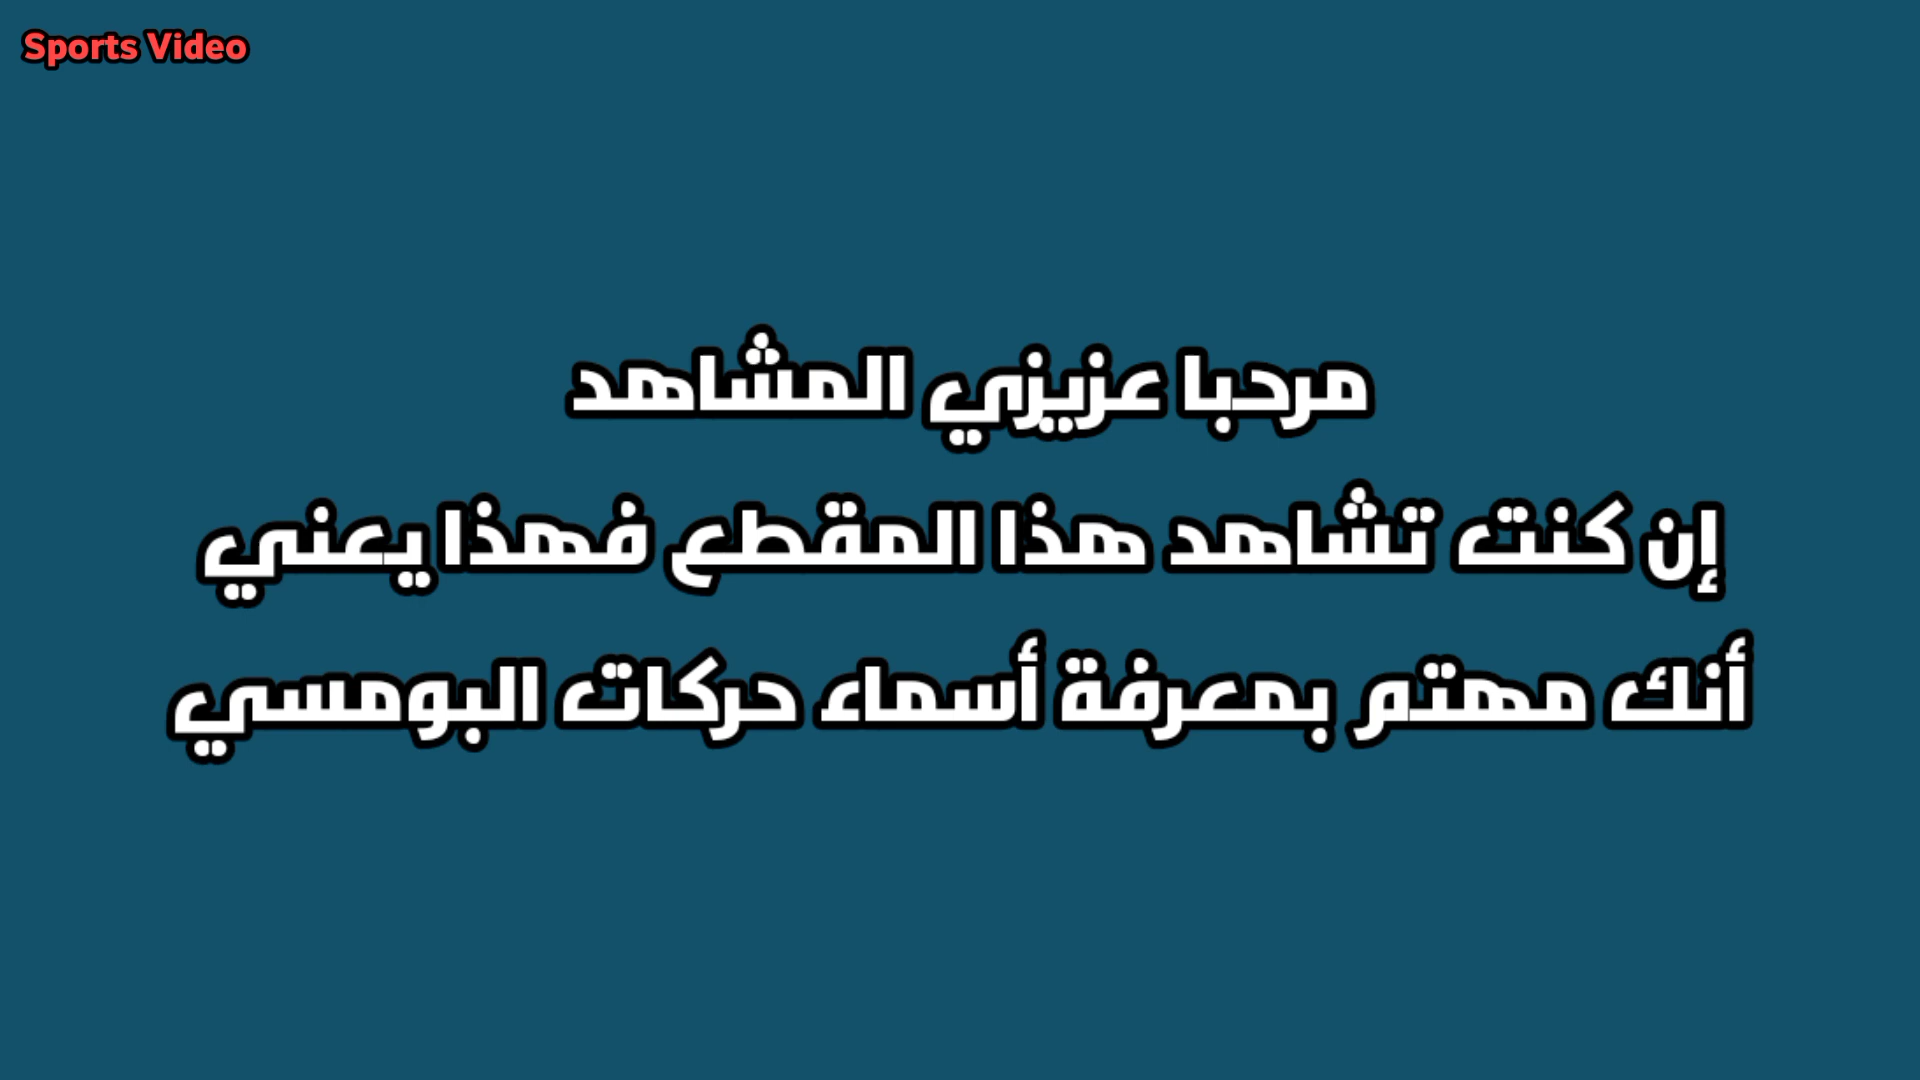 Sports Video
مرحبا عزيزي المشاهد
إن كنت تشاهد هذا المقطع فهذا يعني
أنك مهتم بمعرفة أسماء حركات البومسي